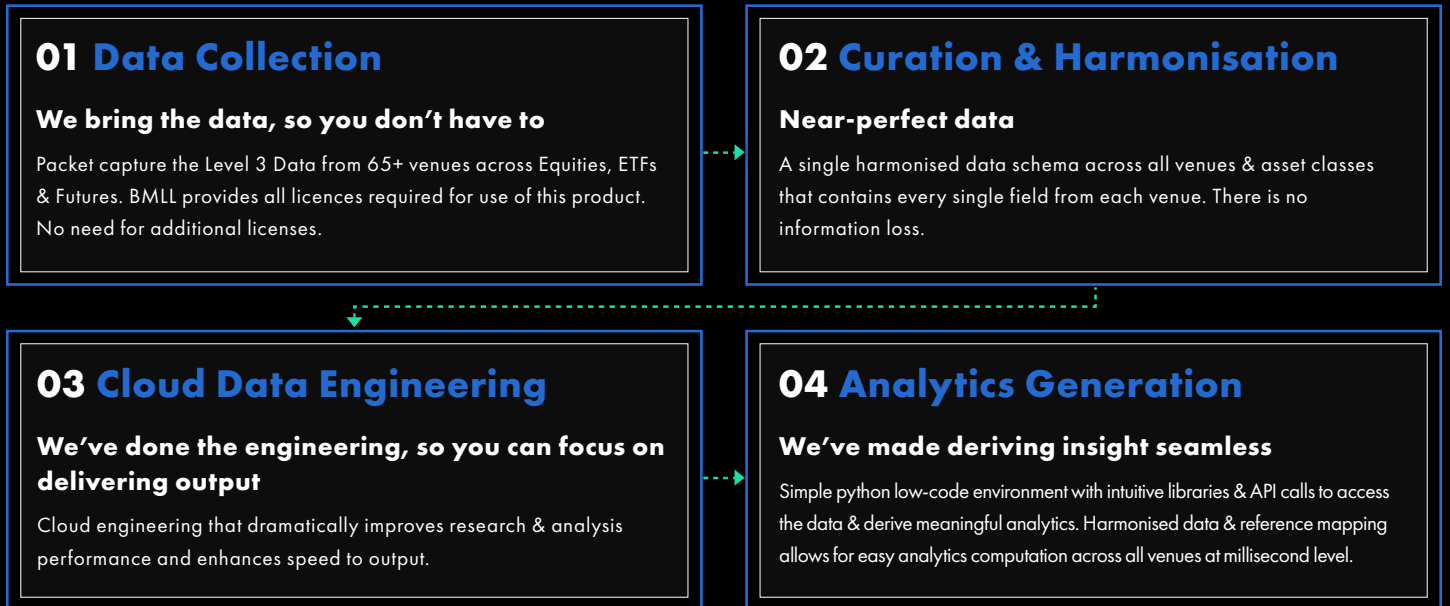 01 Data Collection
We bring the data, so you don’t have to
Packet capture the Level 3 Data from 65+ venues across Equities, ETFs
& Futures. BMLL provides all licences required for use of this product.
No need for additional licenses.
02 Curation & Harmonisation
Near-perfect data
A single harmonised data schema across all venues & asset classes
that contains every single field from each venue. There is no
information loss.
03 Cloud Data Engineering
We’ve done the engineering, so you can focus on
delivering output
Cloud engineering that dramatically improves research & analysis
performance and enhances speed to output.
04 Analytics Generation
We’ve made deriving insight seamless
Simple python low-code environment with intuitive libraries & API calls to access
the data & derive meaningful analytics. Harmonised data & reference mapping
allows for easy analytics computation across all venues at millisecond level.